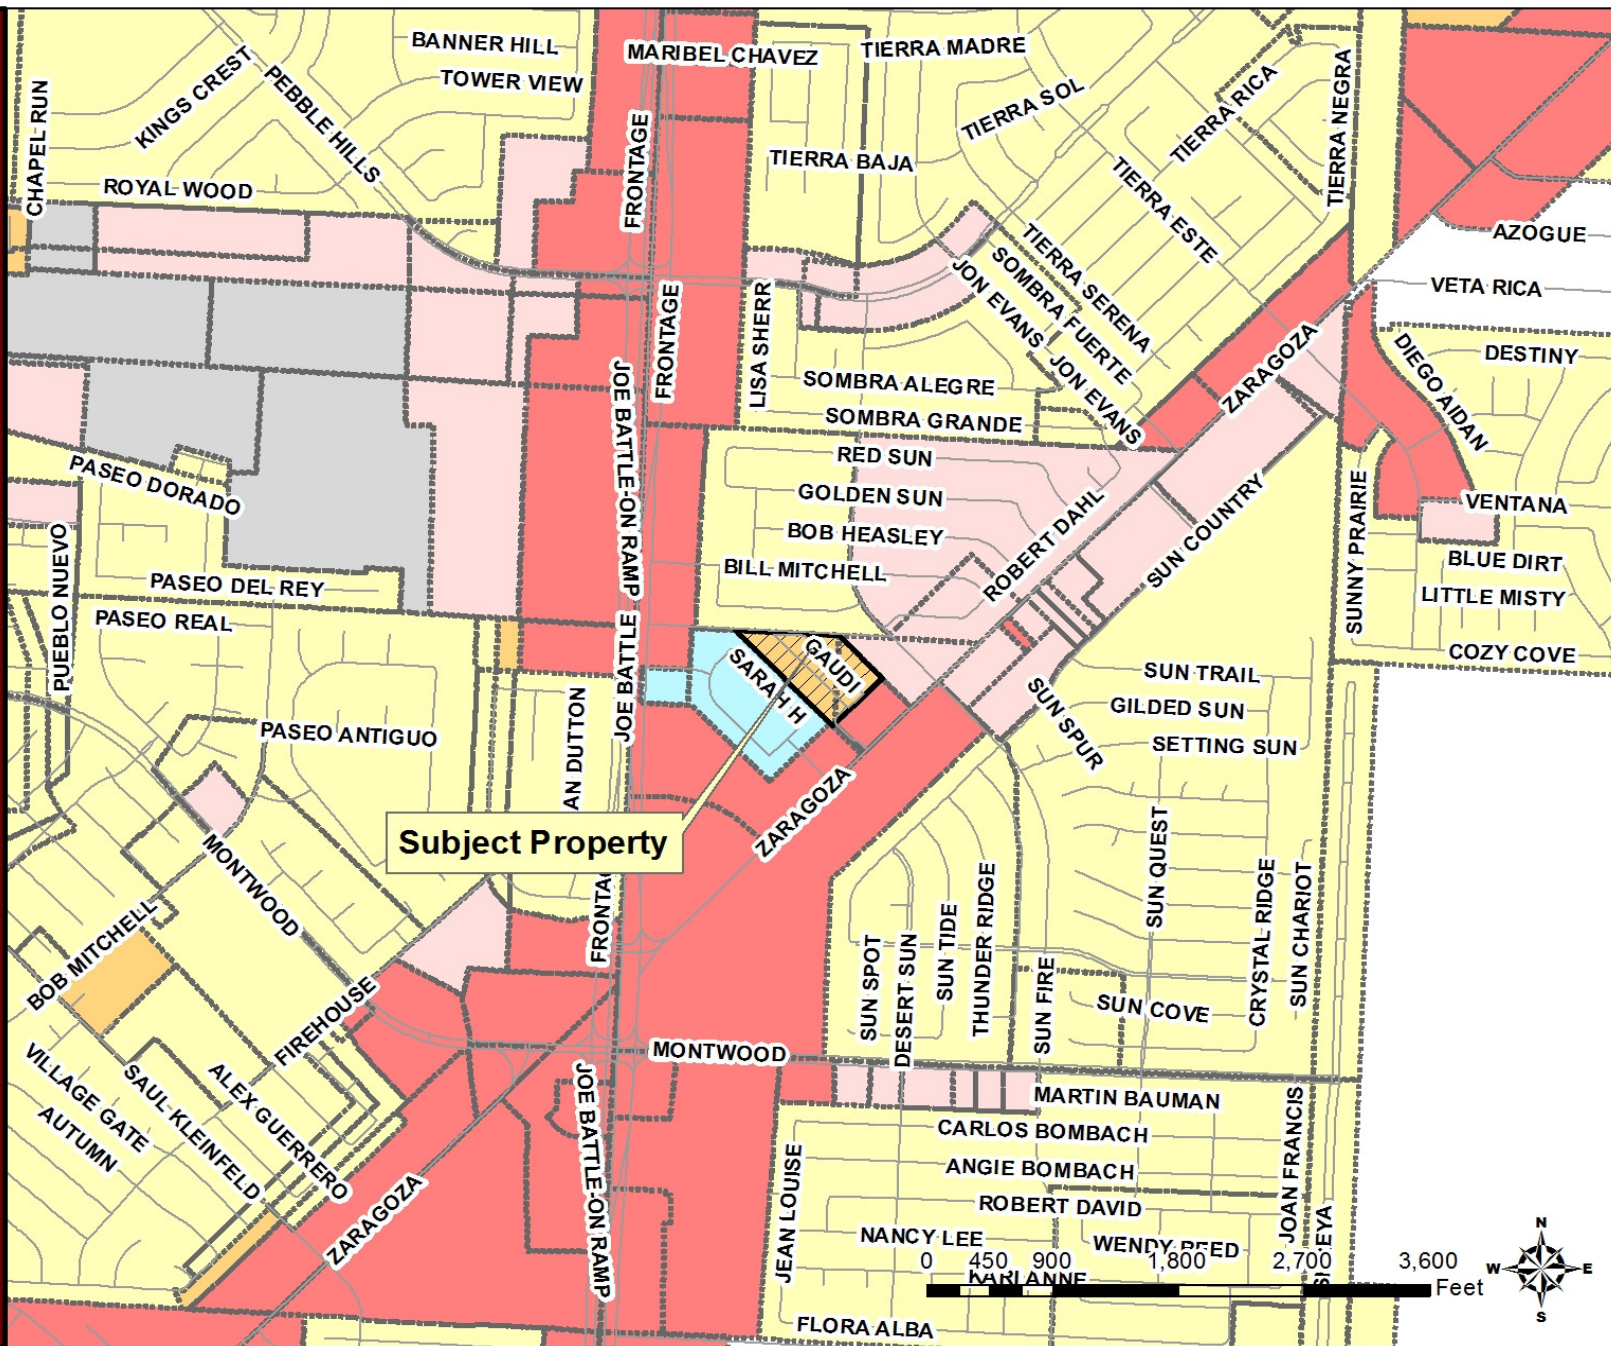 BANNER HILL
TOWER VIEW
KINGS CREST
PEBBLE HILLS
CHAPEL RUN
ROYAL WOOD
MARIBEL CHAVEZ
TIERRA MADRE
TIERRA SOL
TIERRA RICA
TIERRA NEGRA
TIERRA BAJA
TIERRA ESTE
FRONTAGE
AZOGUE
VETA RICA
TIERRA SERENA
SOMBRA FUERTE
JON EVANS
JON EVANS
FRONTAGE
LISA SHERR
SOMBRA ALEGRE
SOMBRA GRANDE
ZARAGOZA
DESTINY
DIEGO AIDAN
JOE BATTLE-ON RAMP
RED SUN
GOLDEN SUN
BOB HEASLEY
BILL MITCHELL
ROBERT DAHL
SUN COUNTRY
SUNNY PRAIRIE
VENTANA
BLUE DIRT
LITTLE MISTY
COZY COVE
PASEO DORADO
PUEBLO NUEVO
PASEO DEL REY
PASEO REAL
PASEO ANTIGUO
JOE BATTLE
AN DUTTON
GAUDI
SARAH H
SUN SPUR
SUN TRAIL
GILDED SUN
SETTING SUN
Subject Property
ZARAGOZA
MONTWOOD
BOB MITCHELL
FIREHOUSE
FRONTA
SUN SPOT
DESERT SUN
SUN TIDE
THUNDER RIDGE
SUN FIRE
SUN QUEST
SUN COVE
CRYSTAL RIDGE
SUN CHARIOT
MONTWOOD
VILLAGE GATE
AUTUMN
SAUL KLEINFELD
ALEX GUERRERO
ZARAGOZA
JOE BATTLE-ON RAMP
MARTIN BAUMAN
CARLOS BOMBACH
ANGIE BOMBACH
ROBERT DAVID
JEAN LOUISE
JOAN FRANCIS
NANCY LEE
WENDY REED
KARI ANNE
FLORA ALBA
0 450 900 1,800 2,700 3,600
Feet
N
W E
S